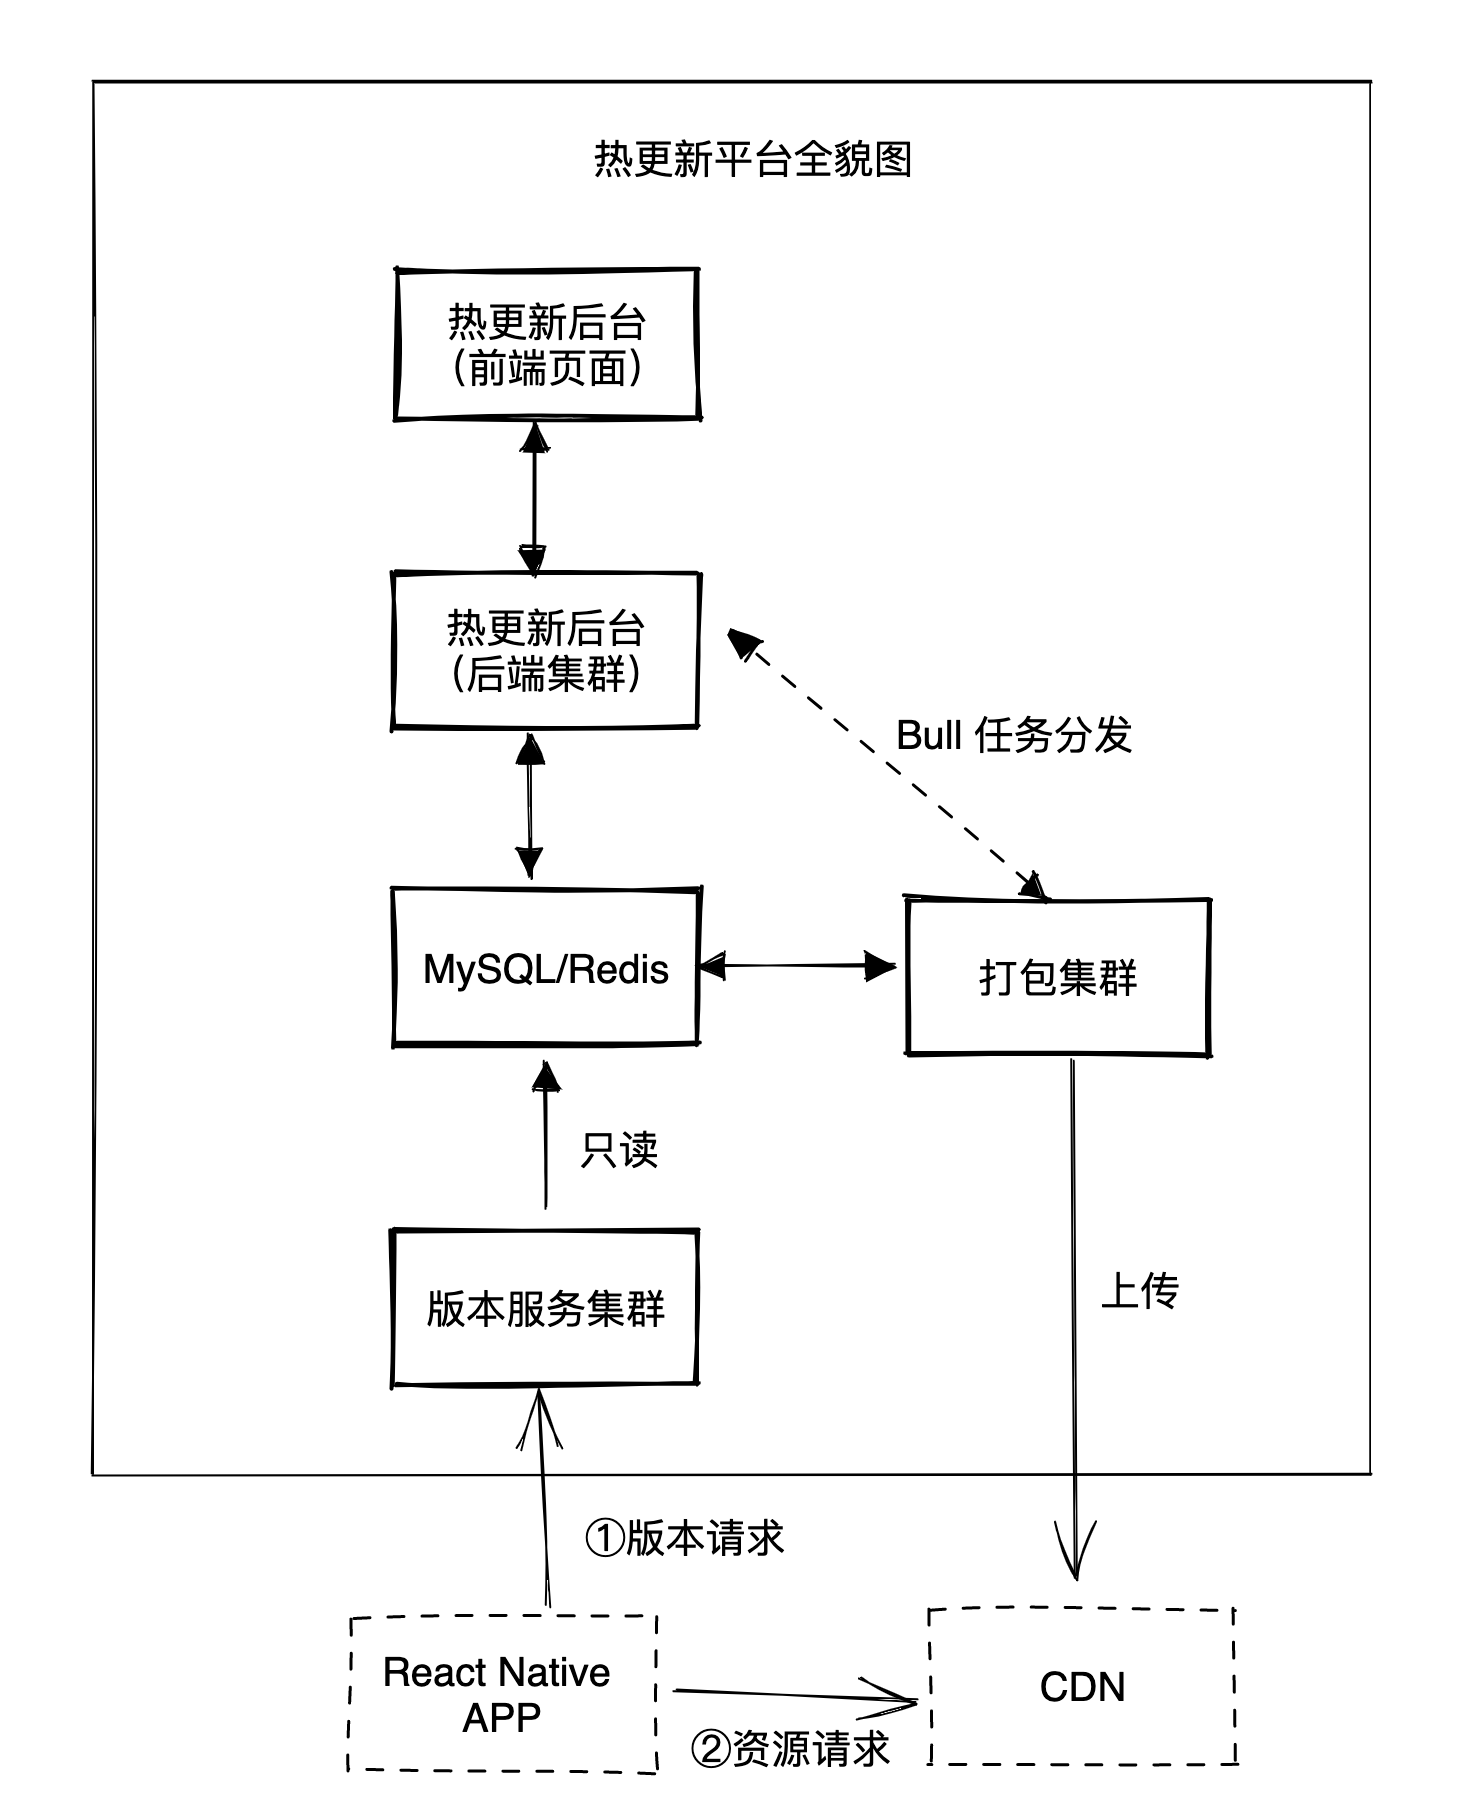 热更新平台全貌图
热更新后台
（前端页面）
热更新后台
（后端集群）
Bull 任务分发
MySQL/Redis
打包集群
只读
版本服务集群
上传
①版本请求
React Native
APP
CDN
②资源请求